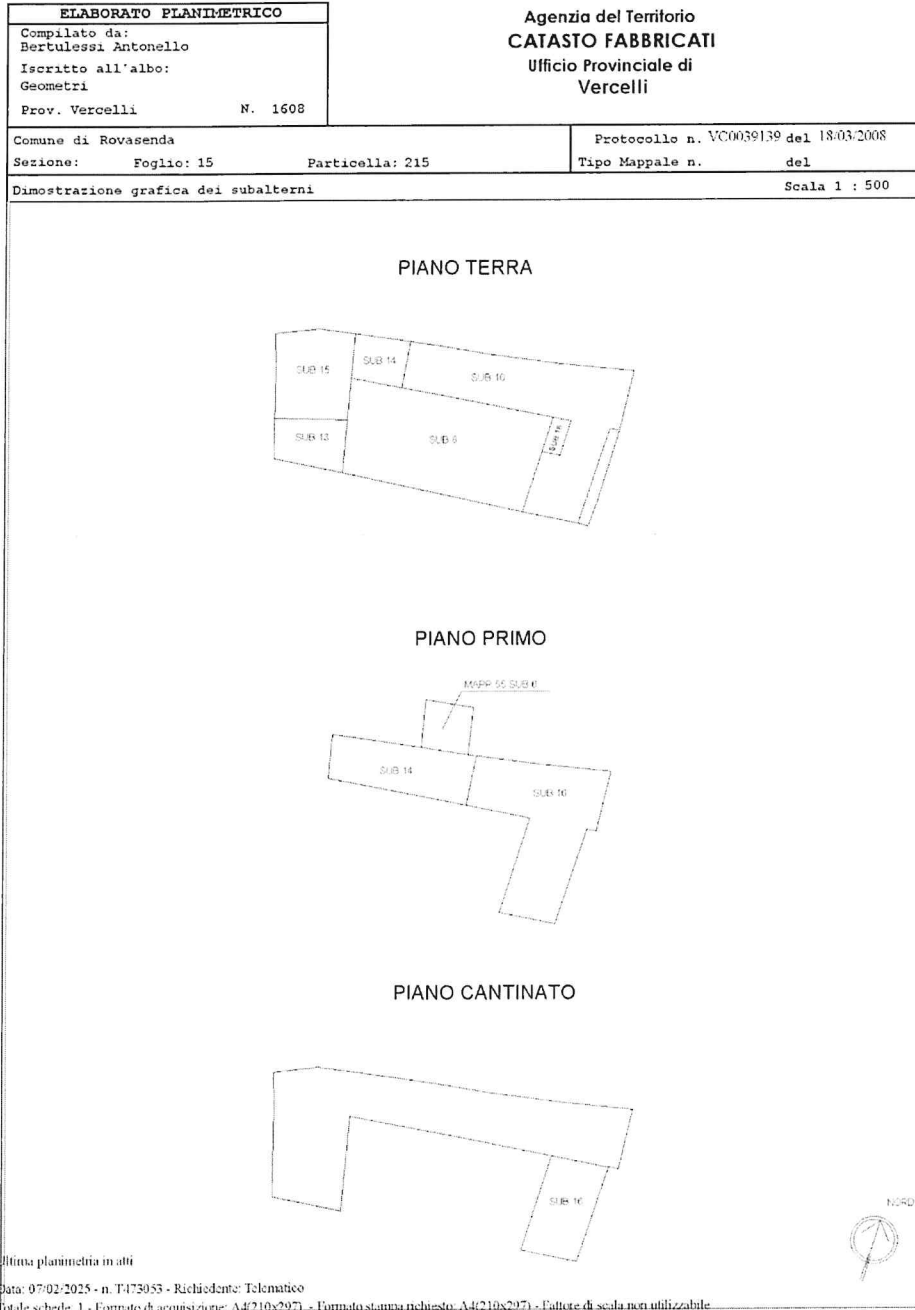 ELABORATO PLANIMETRICO
Compilato da:
Bertulessi Antonello
Iscritto all'albo:
Geometri
Prov. Vercelli N. 1608
Agenzia del Territorio
CATASTO FABBRICATI
Ufficio Provinciale di
Vercelli
Comune di Rovasenda
Sezione: Foglio: 15 Particella: 215
Protocollo n. VC0039139 del 18/03/2008
Tipo Mappale n. del
Dimostrazione grafica dei subalterni
Scala 1 : 500
PIANO TERRA
SUB 15
SUB 14
SUB 16
SUB 13
SUB 6
SUB 16
PIANO PRIMO
MAPP 55 SUB 6
SUB 14
SUB 16
PIANO CANTINATO
SUB 16
NORD
ltima planimetria in atti
Data: 07/02/2025 - n. T473053 - Richiedente: Telematico
Totale schede: 1 - Formato di acquisizione: A4(210x297) - Formato stampa richiesto: A4(210x297) - Fattore di scala non utilizzabile